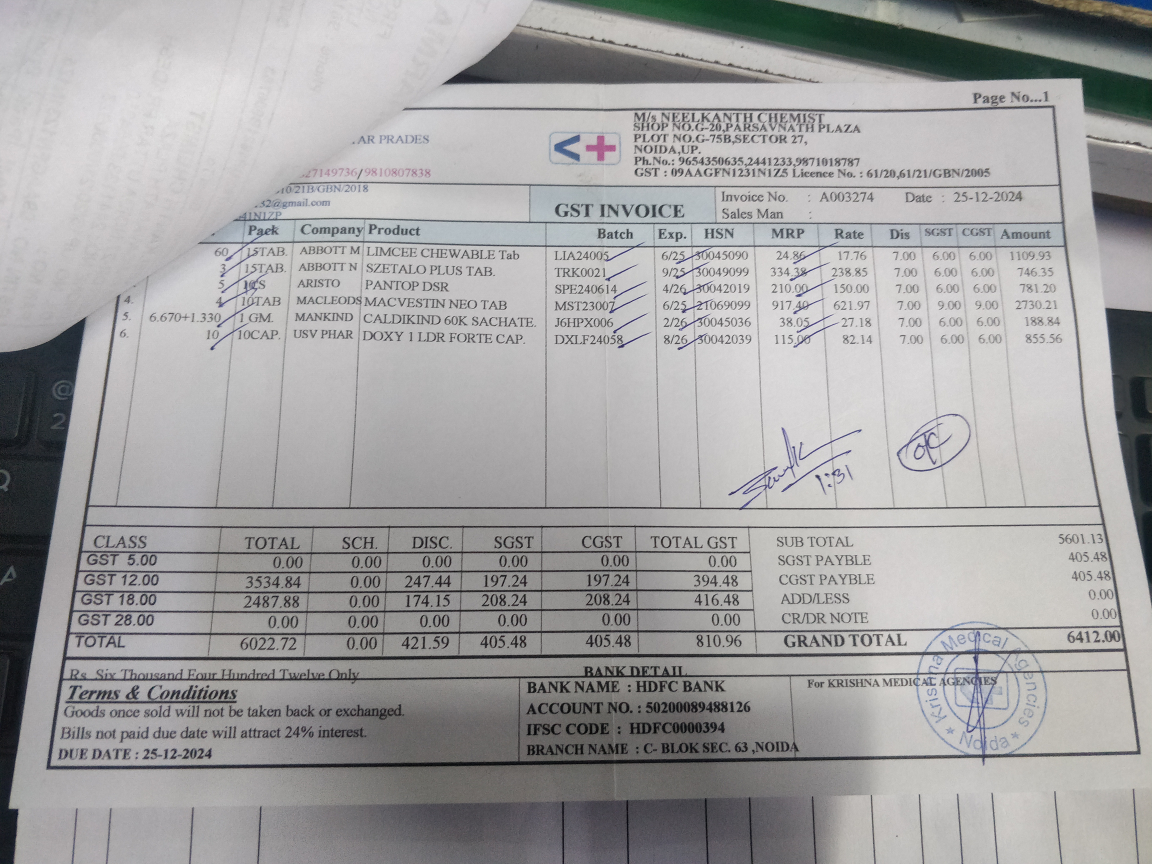 Page No...1
AR PRADES
27149736/9810807838
10/21B/GBN/2018
32@gmail.com
41N1ZP
M/s NEELKANTH CHEMIST
SHOP NO.G-20,PARSAVNATH PLAZA
PLOT NO.G-75B,SECTOR 27,
NOIDA,UP.
Ph.No.: 9654350635,2441233,9871018787
GST : 09AAGFN1231N1Z5 Licence No. : 61/20,61/21/GBN/2005
GST INVOICE
Invoice No. : A003274 Date : 25-12-2024
Sales Man :
Pack Company Product Batch Exp. HSN MRP Rate Dis SGST CGST Amount
60 15TAB. ABBOTT M LIMCEE CHEWABLE Tab LIA24005 6/25 30045090 24.86 17.76 7.00 6.00 6.00 1109.93
3 15TAB. ABBOTT N SZETALO PLUS TAB. TRK0021 9/25 30049099 334.38 238.85 7.00 6.00 6.00 746.35
5 10'S ARISTO PANTOP DSR SPE240614 4/26 30042019 210.00 150.00 7.00 6.00 6.00 781.20
4. 4 10TAB MACLEODS MACVESTIN NEO TAB MST23007 6/25 21069099 917.40 621.97 7.00 9.00 9.00 2730.21
5. 6.670+1.330 1 GM. MANKIND CALDIKIND 60K SACHATE. J6HPX006 2/26 30045036 38.05 27.18 7.00 6.00 6.00 188.84
6. 10 10CAP. USV PHAR DOXY 1 LDR FORTE CAP. DXLF24058 8/26 30042039 115.00 82.14 7.00 6.00 6.00 855.56
1:31
CLASS TOTAL SCH. DISC. SGST CGST TOTAL GST
GST 5.00 0.00 0.00 0.00 0.00 0.00 0.00
GST 12.00 3534.84 0.00 247.44 197.24 197.24 394.48
GST 18.00 2487.88 0.00 174.15 208.24 208.24 416.48
GST 28.00 0.00 0.00 0.00 0.00 0.00 0.00
TOTAL 6022.72 0.00 421.59 405.48 405.48 810.96
SUB TOTAL 5601.13
SGST PAYBLE 405.48
CGST PAYBLE 405.48
ADD/LESS 0.00
CR/DR NOTE 0.00
GRAND TOTAL 6412.00
Rs. Six Thousand Four Hundred Twelve Only
Terms & Conditions
Goods once sold will not be taken back or exchanged.
Bills not paid due date will attract 24% interest.
DUE DATE : 25-12-2024
BANK DETAIL
BANK NAME : HDFC BANK
ACCOUNT NO. : 50200089488126
IFSC CODE : HDFC0000394
BRANCH NAME : C- BLOK SEC. 63 ,NOIDA
For KRISHNA MEDICAL AGENCIES
Krishna Medical Agencies
Noida